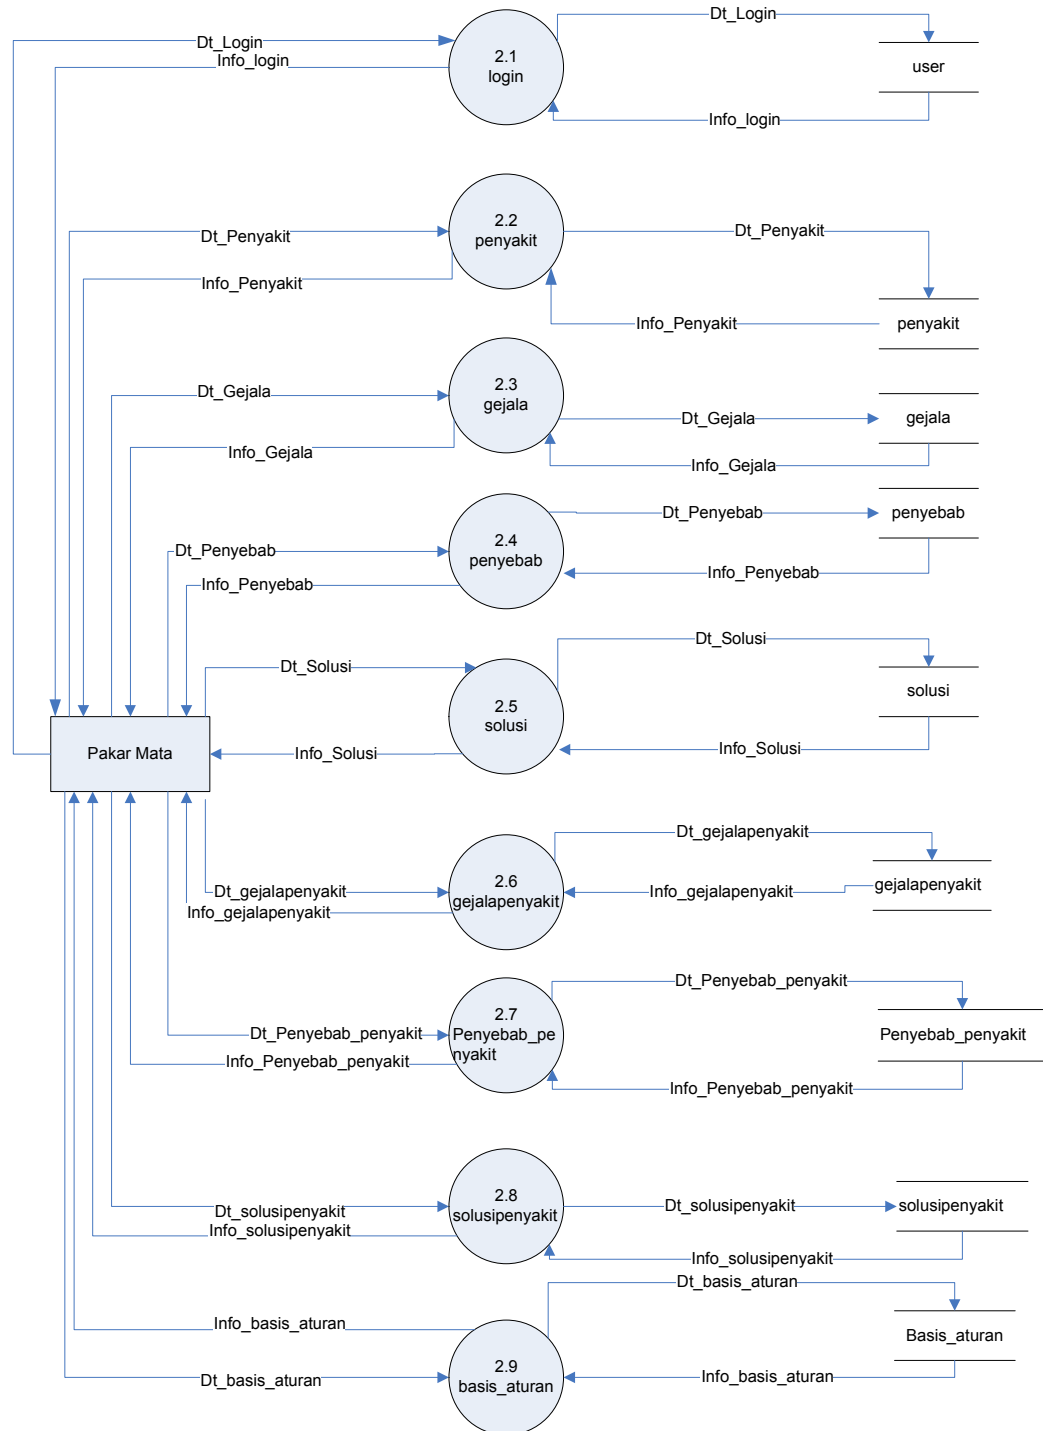 Dt_Login
Dt_Login
Info_login
2.1
login
user
Info_login
2.2
penyakit
Dt_Penyakit
Dt_Penyakit
Info_Penyakit
Info_Penyakit
penyakit
2.3
gejala
Dt_Gejala
Dt_Gejala
gejala
Info_Gejala
Info_Gejala
2.4
penyebab
Dt_Penyebab
penyebab
Dt_Penyebab
Info_Penyebab
Info_Penyebab
Dt_Solusi
Dt_Solusi
2.5
solusi
solusi
Pakar Mata
Info_Solusi
Info_Solusi
Dt_gejalapenyakit
Dt_gejalapenyakit
2.6
gejalapenyakit
Info_gejalapenyakit
gejalapenyakit
Info_gejalapenyakit
Dt_Penyebab_penyakit
2.7
Penyebab_pe
nyakit
Dt_Penyebab_penyakit
Penyebab_penyakit
Info_Penyebab_penyakit
Info_Penyebab_penyakit
2.8
solusipenyakit
Dt_solusipenyakit
Dt_solusipenyakit
solusipenyakit
Info_solusipenyakit
Info_solusipenyakit
Dt_basis_aturan
Info_basis_aturan
Basis_aturan
2.9
basis_aturan
Dt_basis_aturan
Info_basis_aturan